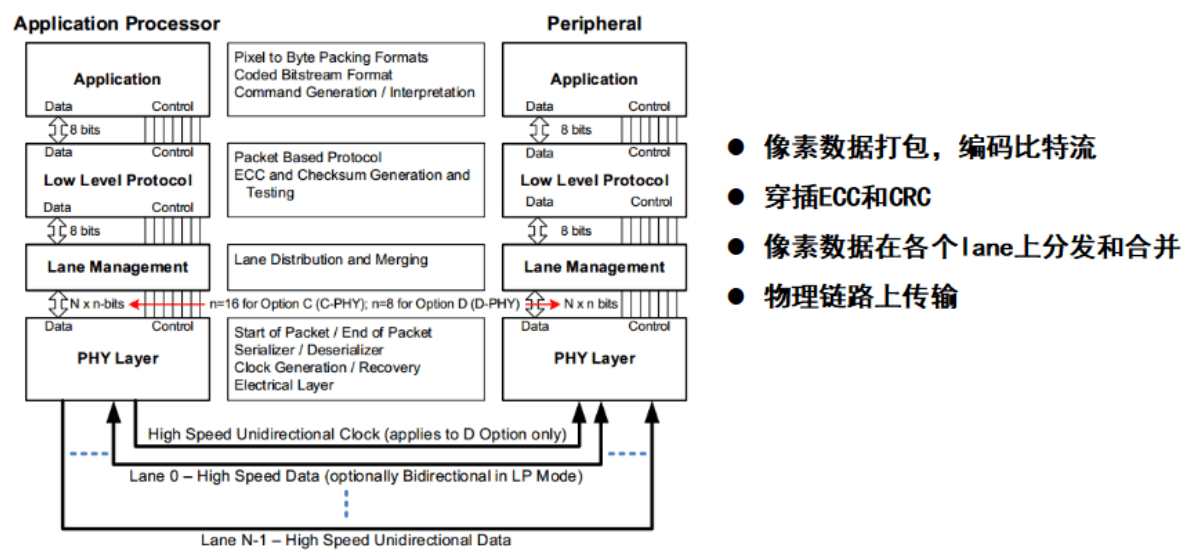 Application Processor
Peripheral
Application
Data Control
8 bits
Data Control
Low Level Protocol
Data Control
8 bits
Lane Management
N x n-bits
Data Control
PHY Layer
Pixel to Byte Packing Formats
Coded Bitstream Format
Command Generation / Interpretation
Packet Based Protocol
ECC and Checksum Generation and
Testing
Lane Distribution and Merging
n=16 for Option C (C-PHY); n=8 for Option D (D-PHY)
Start of Packet / End of Packet
Serializer / Deserializer
Clock Generation / Recovery
Electrical Layer
Application
Data Control
8 bits
Data Control
Low Level Protocol
Data Control
8 bits
Lane Management
N x n bits
Data Control
PHY Layer
High Speed Unidirectional Clock (applies to D Option only)
Lane 0 – High Speed Data (optionally Bidirectional in LP Mode)
Lane N-1 – High Speed Unidirectional Data
● 像素数据打包，编码比特流
● 穿插ECC和CRC
● 像素数据在各个lane上分发和合并
● 物理链路上传输